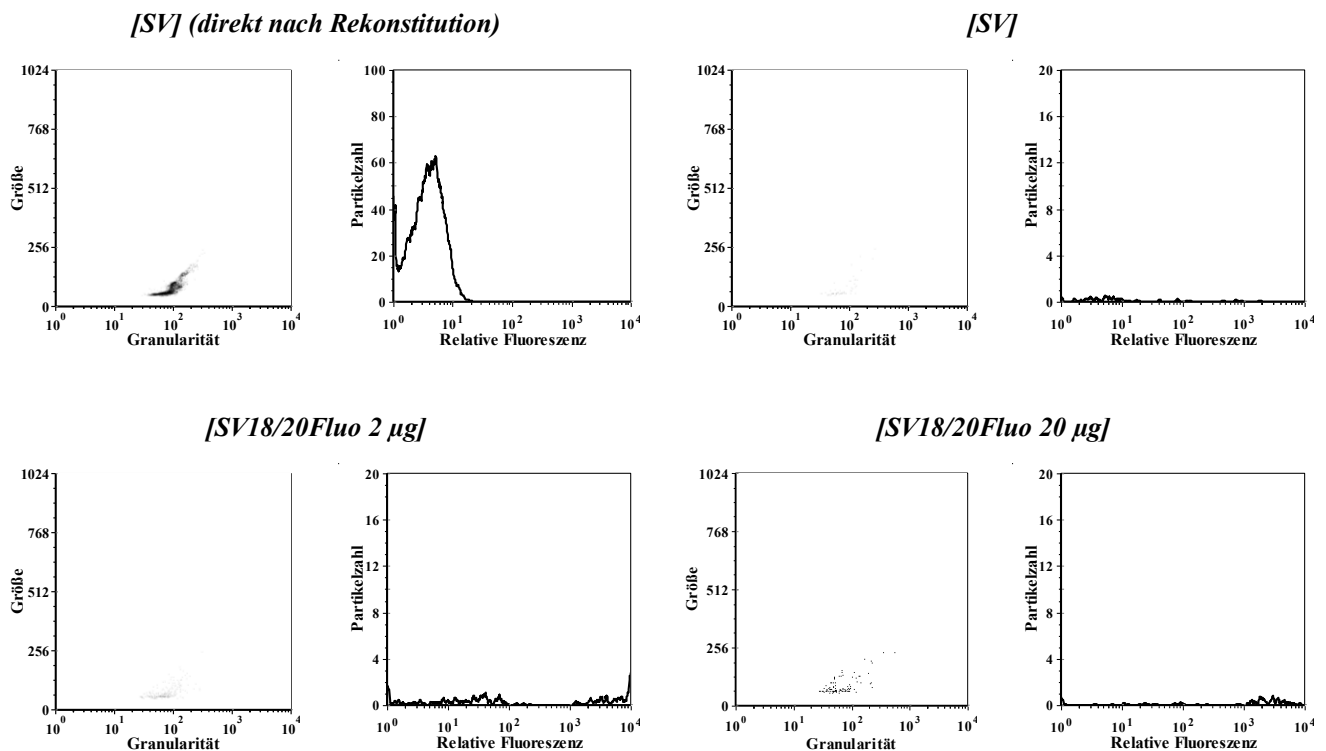 [SV] (direkt nach Rekonstitution)
1024
768
512
256
0
Größe
10^0 10^1 10^2 10^3 10^4
Granularität
100
80
60
40
20
0
Partikelzahl
10^0 10^1 10^2 10^3 10^4
Relative Fluoreszenz
[SV]
1024
768
512
256
0
Größe
10^0 10^1 10^2 10^3 10^4
Granularität
20
16
12
8
4
0
Partikelzahl
10^0 10^1 10^2 10^3 10^4
Relative Fluoreszenz
[SV18/20Fluo 2 µg]
1024
768
512
256
0
Größe
10^0 10^1 10^2 10^3 10^4
Granularität
20
16
12
8
4
0
Partikelzahl
10^0 10^1 10^2 10^3 10^4
Relative Fluoreszenz
[SV18/20Fluo 20 µg]
1024
768
512
256
0
Größe
10^0 10^1 10^2 10^3 10^4
Granularität
20
16
12
8
4
0
Partikelzahl
10^0 10^1 10^2 10^3 10^4
Relative Fluoreszenz